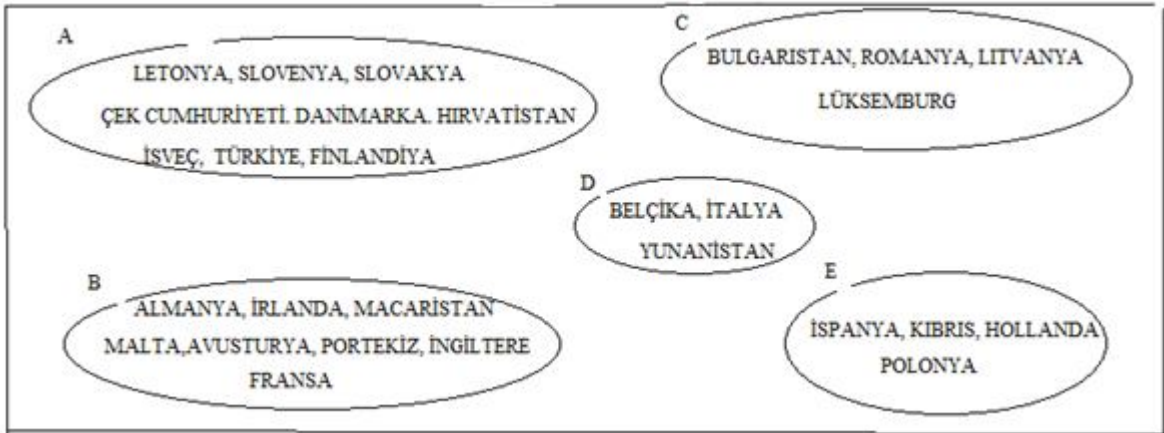 A
LETONYA, SLOVENYA, SLOVAKYA
ÇEK CUMHURİYETİ. DANİMARKA. HIRVATİSTAN
İSVEÇ, TÜRKİYE, FİNLANDİYA
C
BULGARISTAN, ROMANYA, LITVANYA
LÜKSEMBURG
D
BELÇİKA, İTALYA
YUNANİSTAN
B
ALMANYA, İRLANDA, MACARİSTAN
MALTA,AVUSTURYA, PORTEKİZ, İNGİLTERE
FRANSA
E
İSPANYA, KIBRIS, HOLLANDA
POLONYA